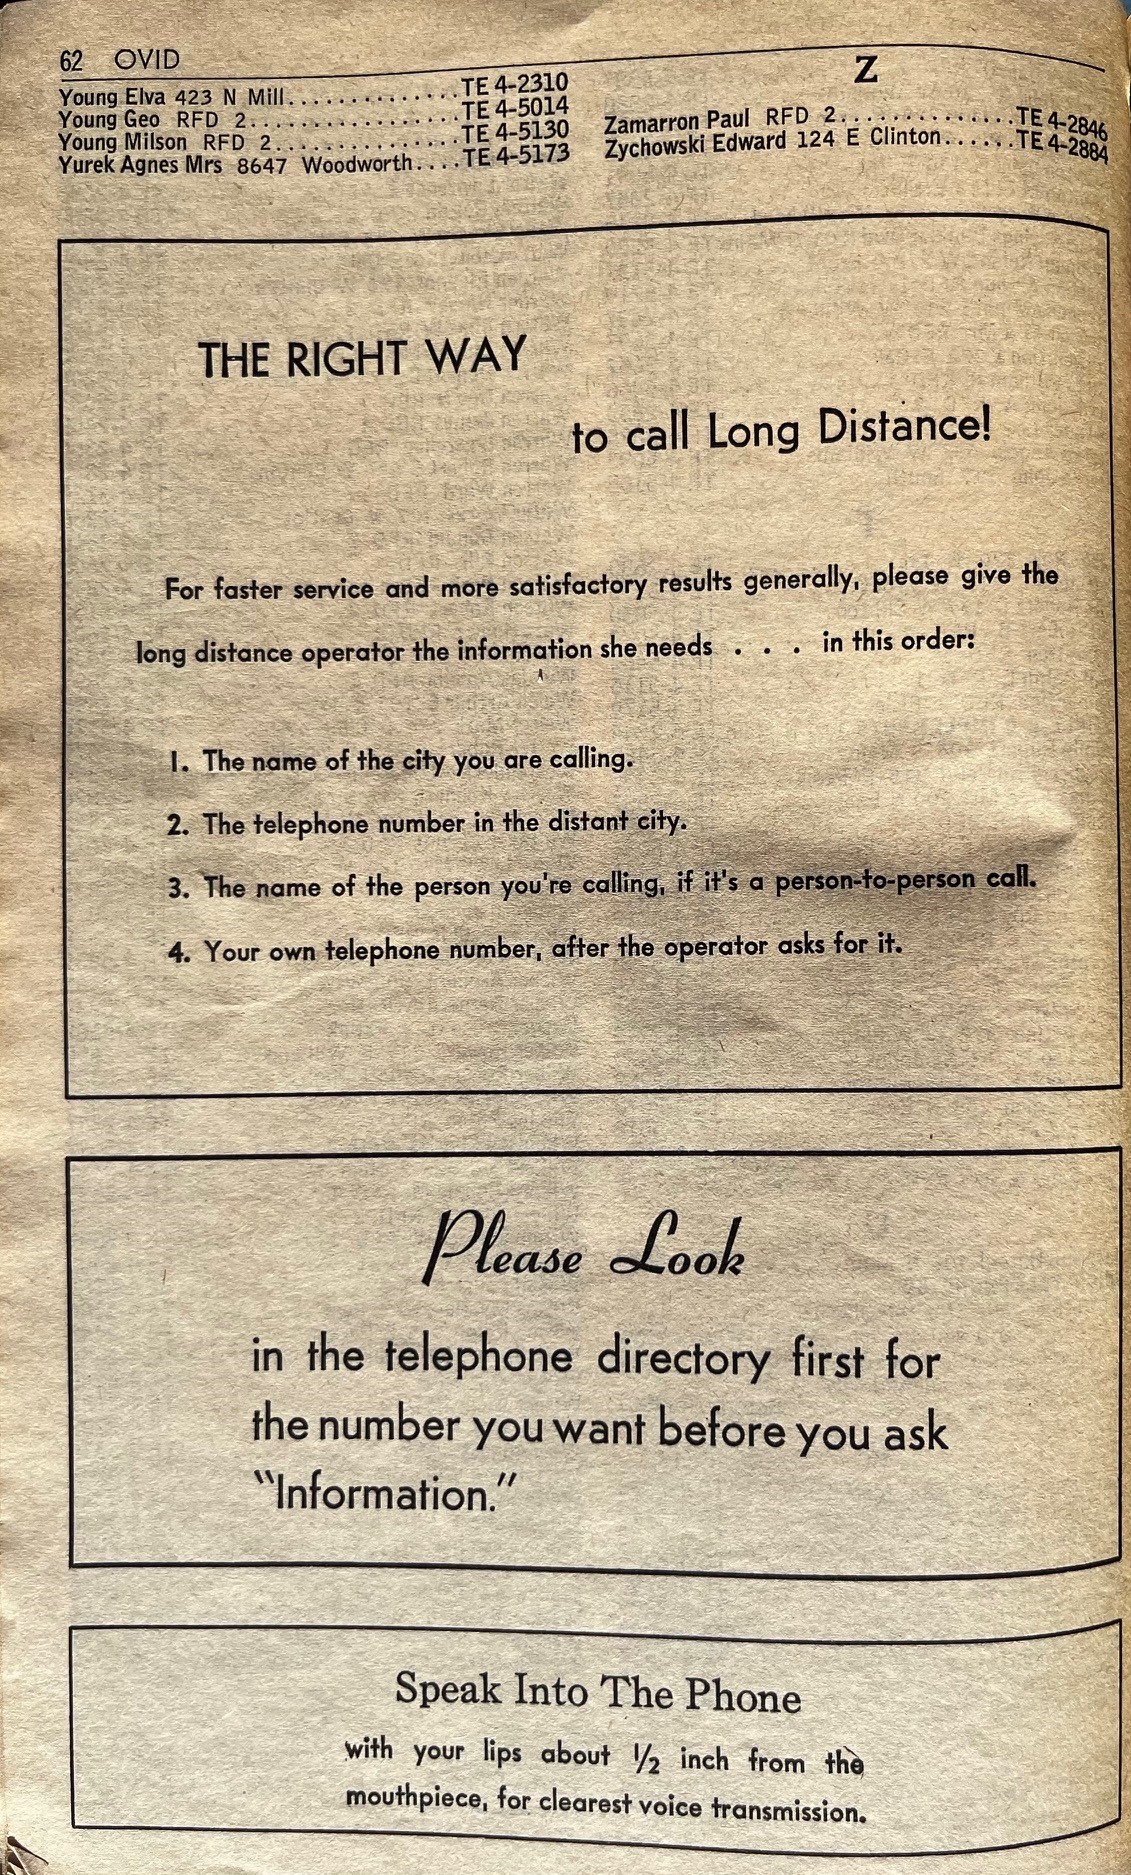 62 OVID
Young Elva 423 N Mill..............TE 4-2310
Young Geo RFD 2.................TE 4-5014
Young Milson RFD 2...............TE 4-5130
Yurek Agnes Mrs 8647 Woodworth....TE 4-5173
Z
Zamarron Paul RFD 2..............TE 4-2846
Zychowski Edward 124 E Clinton......TE 4-2884
THE RIGHT WAY
to call Long Distance!
For faster service and more satisfactory results generally, please give the
long distance operator the information she needs . . . in this order:
1. The name of the city you are calling.
2. The telephone number in the distant city.
3. The name of the person you're calling, if it's a person-to-person call.
4. Your own telephone number, after the operator asks for it.
Please Look
in the telephone directory first for
the number you want before you ask
"Information."
Speak Into The Phone
with your lips about ½ inch from the
mouthpiece, for clearest voice transmission.